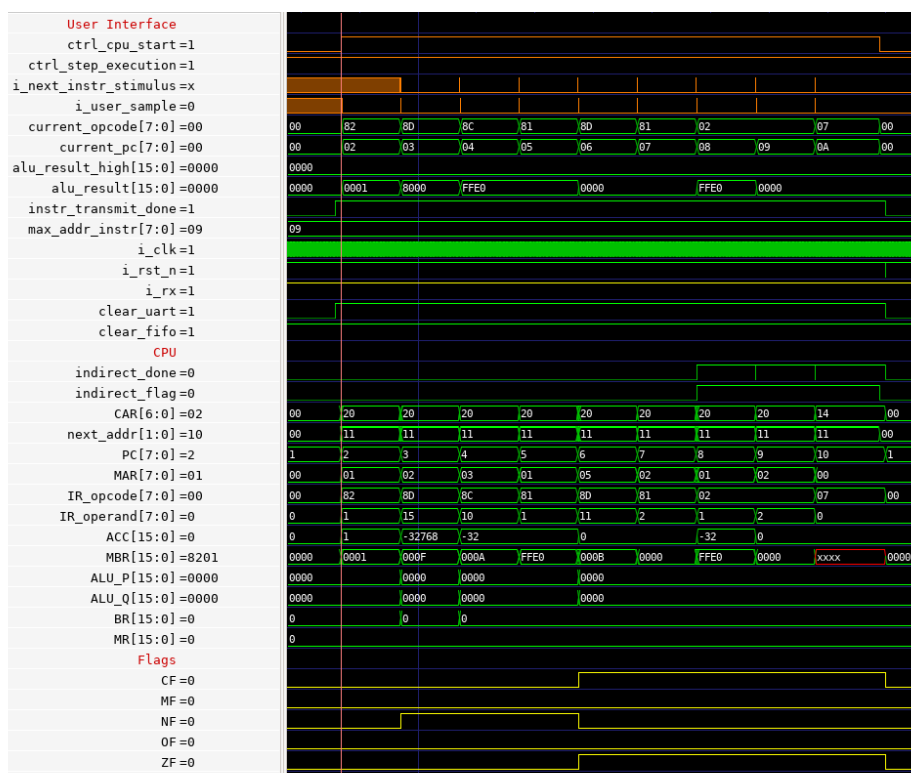 User Interface
ctrl_cpu_start=1
ctrl_step_execution=1
i_next_instr_stimulus=x
i_user_sample=0
current_opcode[7:0]=00 00 82 8D 8C 81 8D 81 02 07 00
current_pc[7:0]=00 00 02 03 04 05 06 07 08 09 0A 00
alu_result_high[15:0]=0000 0000
alu_result[15:0]=0000 0000 0001 8000 FFE0 0000 FFE0 0000
instr_transmit_done=1
max_addr_instr[7:0]=09 09
i_clk=1
i_rst_n=1
i_rx=1
clear_uart=1
clear_fifo=1
CPU
indirect_done=0
indirect_flag=0
CAR[6:0]=02 00 20 20 20 20 20 20 20 20 14 00
next_addr[1:0]=10 00 11 11 11 11 11 11 11 11 11 00
PC[7:0]=2 1 2 3 4 5 6 7 8 9 10 1
MAR[7:0]=01 00 01 02 03 01 05 02 01 02 00
IR_opcode[7:0]=00 00 82 8D 8C 81 8D 81 02 07 00
IR_operand[7:0]=0 0 1 15 10 1 11 2 1 2 0
ACC[15:0]=0 0 1 -32768 -32 0 -32 0
MBR[15:0]=8201 0000 0001 000F 000A FFE0 000B 0000 FFE0 0000 xxxx 0000
ALU_P[15:0]=0000 0000 0000 0000 0000
ALU_Q[15:0]=0000 0000 0000 0000 0000
BR[15:0]=0 0 0 0
MR[15:0]=0 0
Flags
CF=0
MF=0
NF=0
OF=0
ZF=0